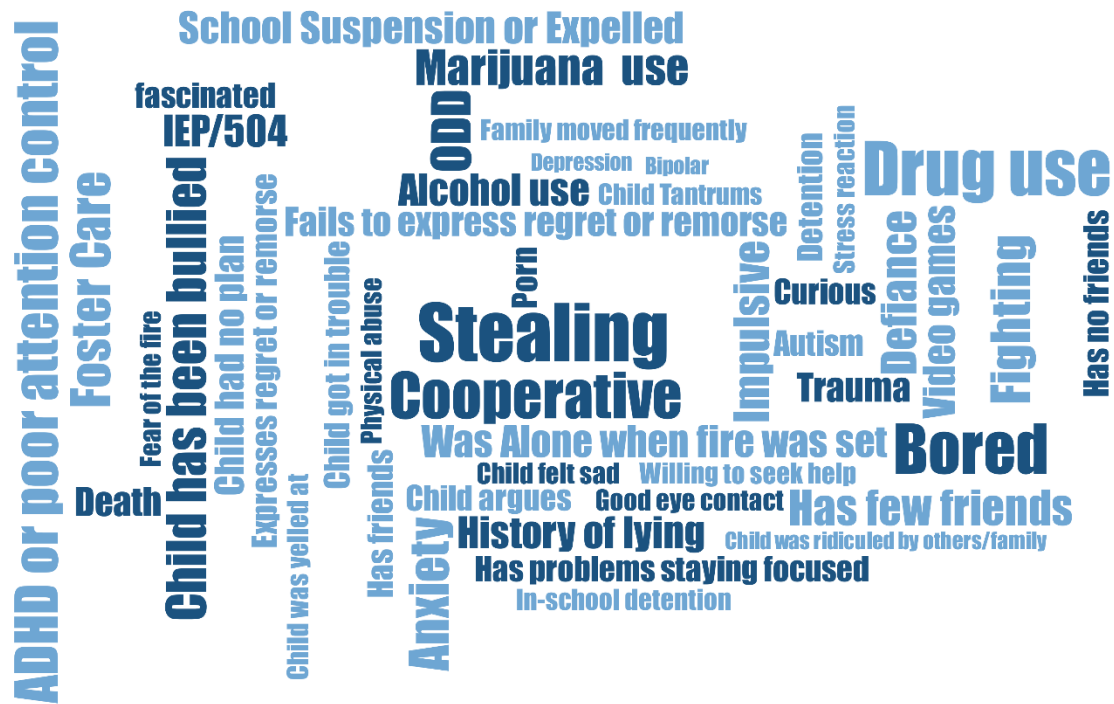 School Suspension or Expelled
Marijuana use
ADHD or poor attention control
fascinated
IEP/504
ODD
Family moved frequently
Depression
Bipolar
Alcohol use
Child Tantrums
Fails to express regret or remorse
Detention
Stress reaction
Drug use
Foster Care
Child has been bullied
Child had no plan
Expresses regret or remorse
Fear of the fire
Child got in trouble
Physical abuse
Porn
Stealing
Cooperative
Impulsive
Curious
Autism
Trauma
Defiance
Video games
Fighting
Has no friends
Was Alone when fire was set
Bored
Child felt sad
Willing to seek help
Death
Child was yelled at
Has friends
Child argues
Good eye contact
Has few friends
Anxiety
History of lying
Child was ridiculed by others/family
Has problems staying focused
In-school detention